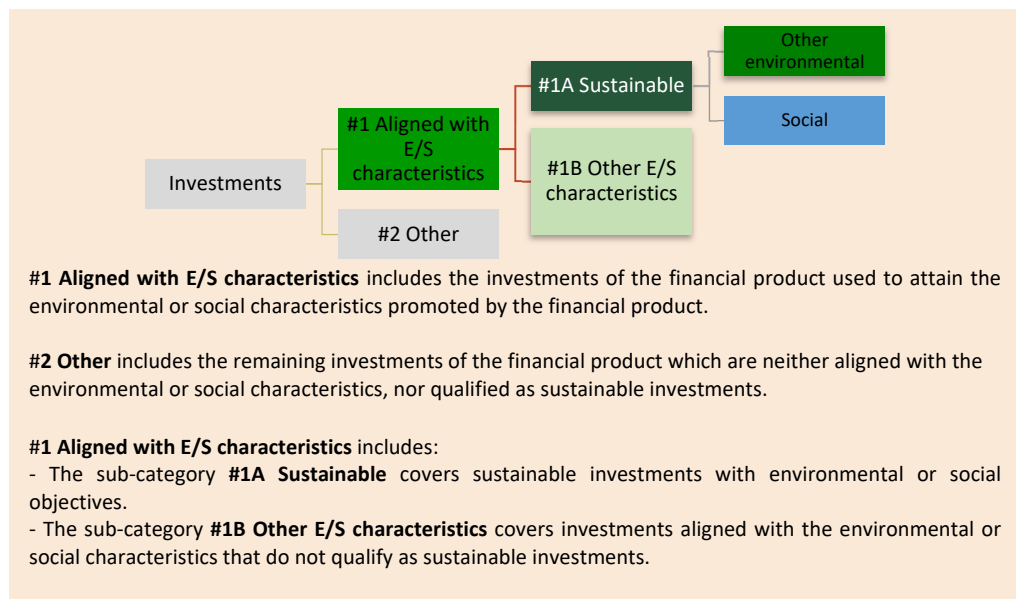 Other
environmental
#1A Sustainable
#1 Aligned with
E/S
characteristics
Social
#1B Other E/S
characteristics
Investments
#2 Other
#1 Aligned with E/S characteristics includes the investments of the financial product used to attain the
environmental or social characteristics promoted by the financial product.
#2 Other includes the remaining investments of the financial product which are neither aligned with the
environmental or social characteristics, nor qualified as sustainable investments.
#1 Aligned with E/S characteristics includes:
- The sub-category #1A Sustainable covers sustainable investments with environmental or social
objectives.
- The sub-category #1B Other E/S characteristics covers investments aligned with the environmental or
social characteristics that do not qualify as sustainable investments.